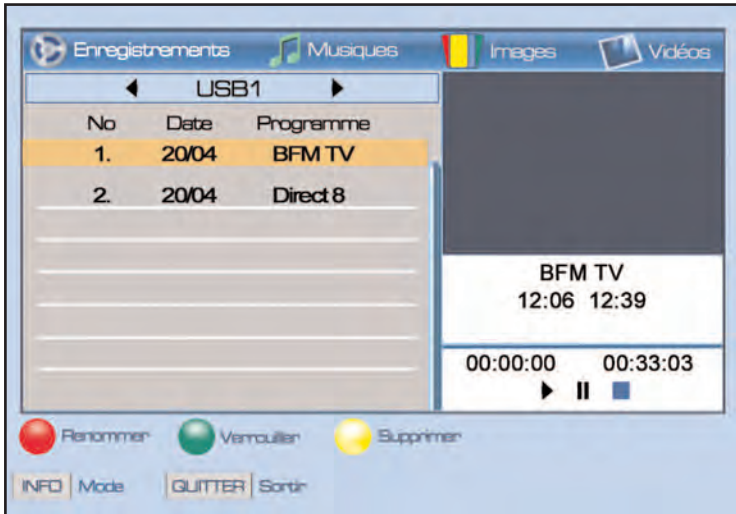 Enregistrements Musiques Images Vidéos
USB1
No Date Programme
1. 20/04 BFM TV
2. 20/04 Direct 8
BFM TV
12:06 12:39
00:00:00 00:33:03
Renommer Verrouiller Supprimer
INFO Mode QUITTER Sortir